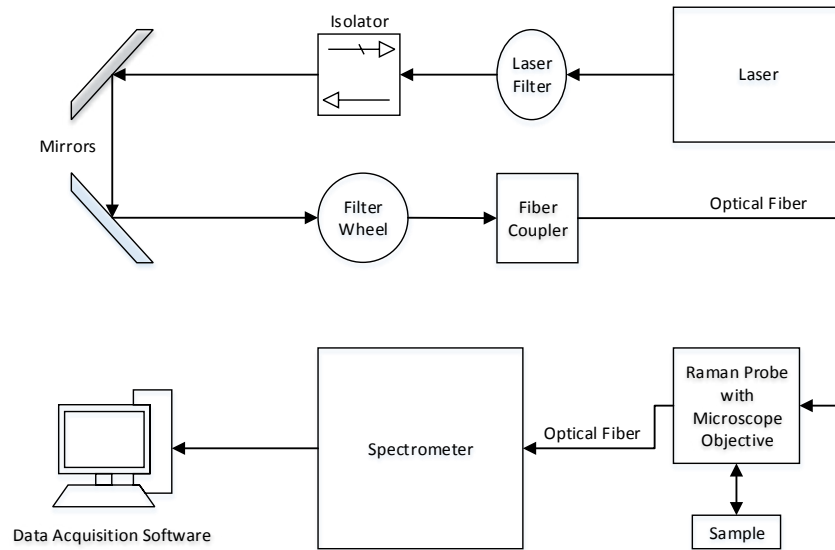 Isolator
Laser
Filter
Laser
Mirrors
Filter
Wheel
Fiber
Coupler
Optical Fiber
Raman Probe
with
Microscope
Objective
Optical Fiber
Spectrometer
Sample
Data Acquisition Software